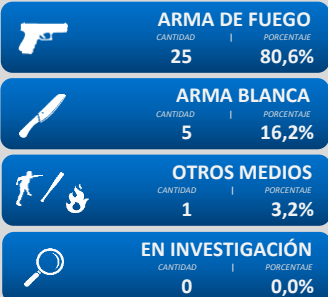 ARMA DE FUEGO
CANTIDAD | PORCENTAJE
25 80,6%
ARMA BLANCA
CANTIDAD | PORCENTAJE
5 16,2%
OTROS MEDIOS
CANTIDAD | PORCENTAJE
1 3,2%
EN INVESTIGACIÓN
CANTIDAD | PORCENTAJE
0 0,0%